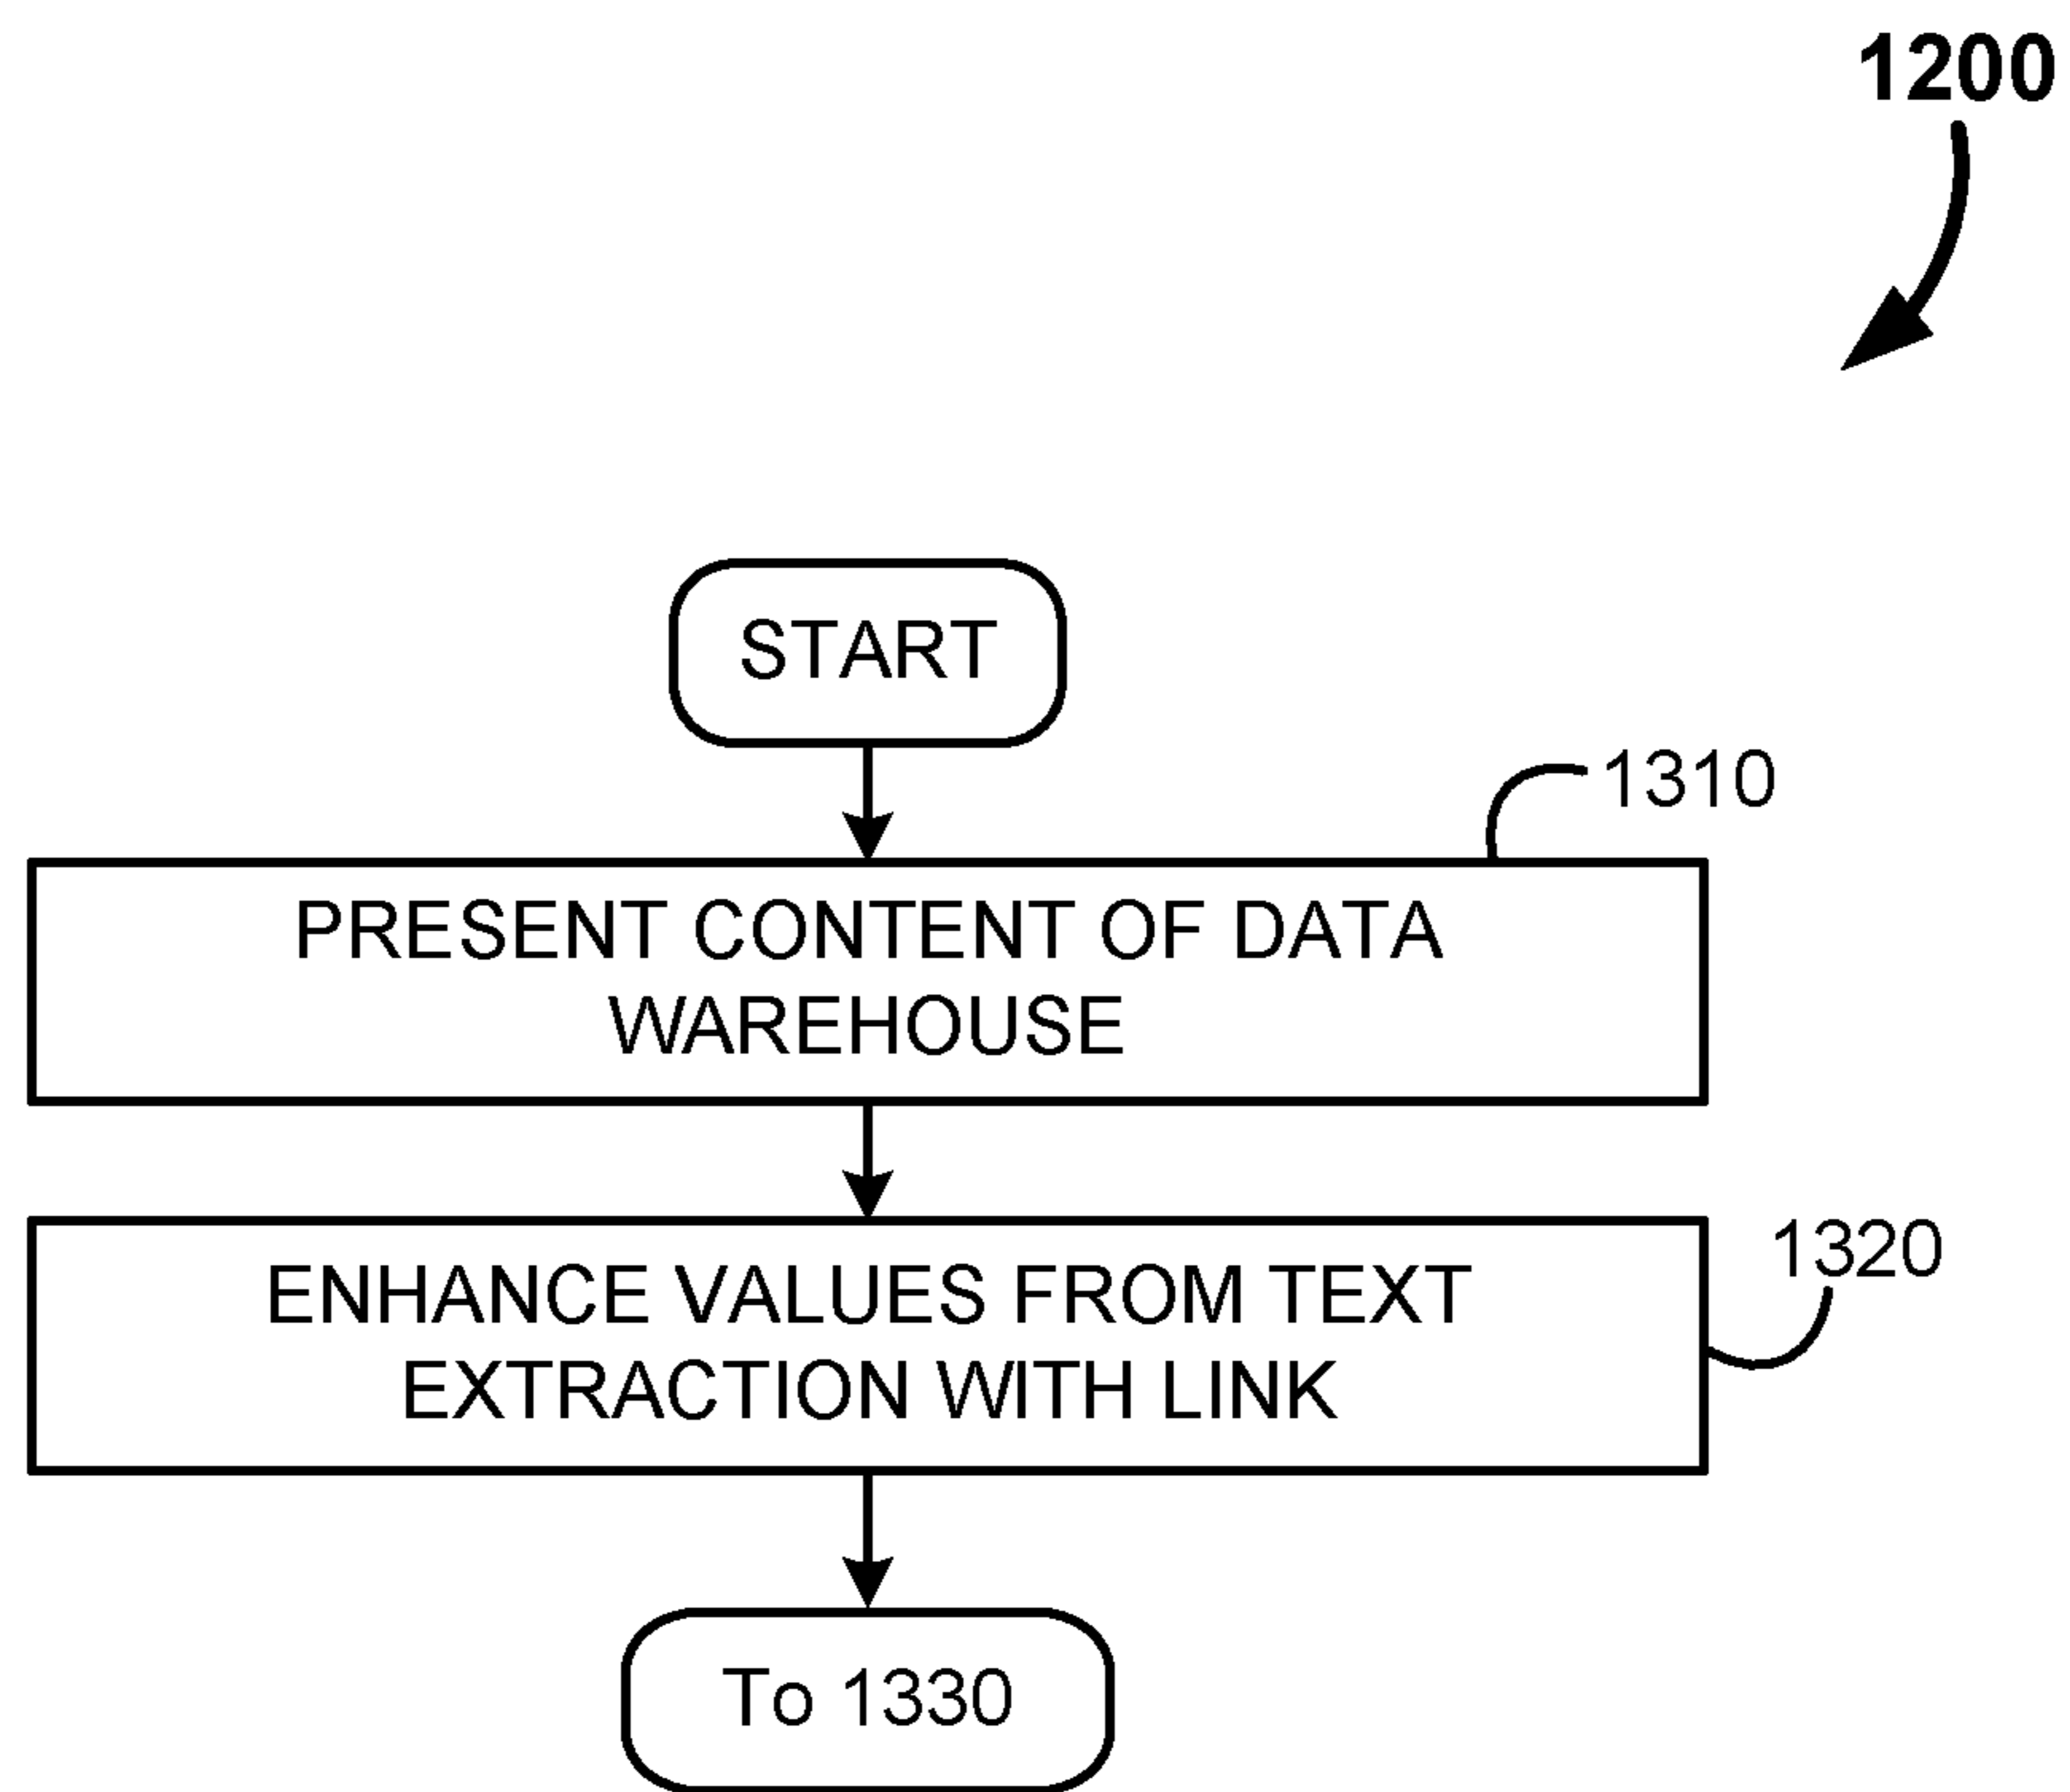 1200
START
1310
PRESENT CONTENT OF DATA
WAREHOUSE
1320
ENHANCE VALUES FROM TEXT
EXTRACTION WITH LINK
To 1330